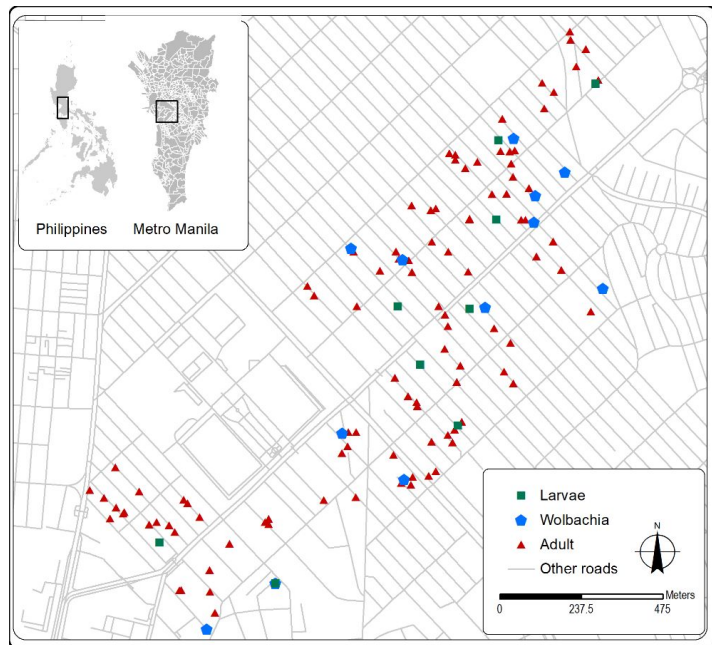 Philippines
Metro Manila
Larvae
Wolbachia
Adult
Other roads
N
Meters
0
237.5
475